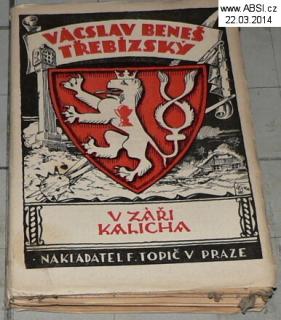 www.ABSI.cz
22.03.2014
VÁCSLAV BENEŠ
TŘEBÍZSKÝ
V ZÁŘI
KALICHA
NAKLADATEL F. TOPIČ V PRAZE